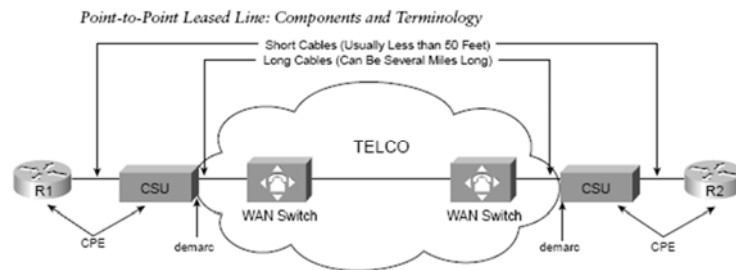 Point-to-Point Leased Line: Components and Terminology
Short Cables (Usually Less than 50 Feet)
Long Cables (Can Be Several Miles Long)
TELCO
R1
CSU
CSU
R2
WAN Switch
WAN Switch
CPE
demarc
demarc
CPE